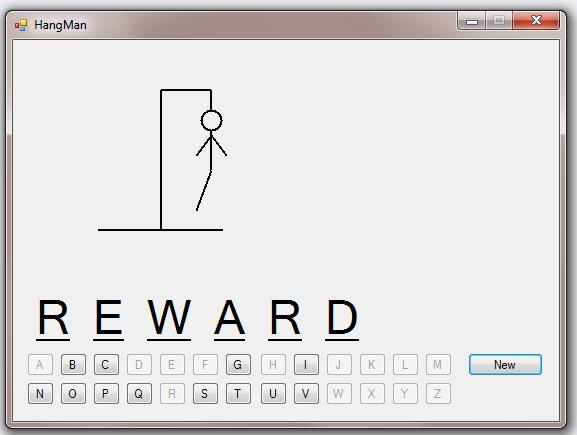 HangMan
R E W A R D
A B C D E F G H I J K L M New
N O P Q R S T U V W X Y Z